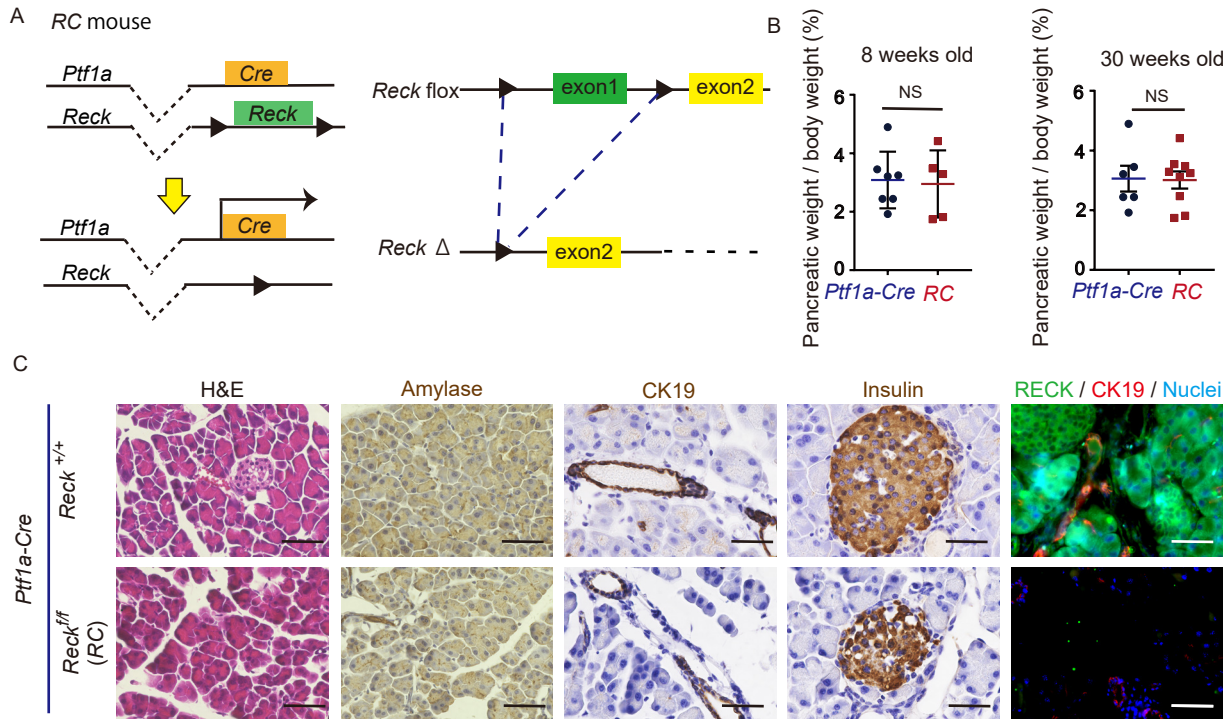 A
RC mouse
Ptf1a
Cre
Reck
Reck
Ptf1a
Cre
Reck
Reck flox
exon1
exon2
Reck Δ
exon2
B
Pancreatic weight / body weight (%)
8 weeks old
NS
6
4
2
0
Ptf1a-Cre RC
Pancreatic weight / body weight (%)
30 weeks old
NS
6
4
2
0
Ptf1a-Cre RC
C
H&E
Amylase
CK19
Insulin
RECK / CK19 / Nuclei
Ptf1a-Cre
Reck +/+
Reck f/f
(RC)